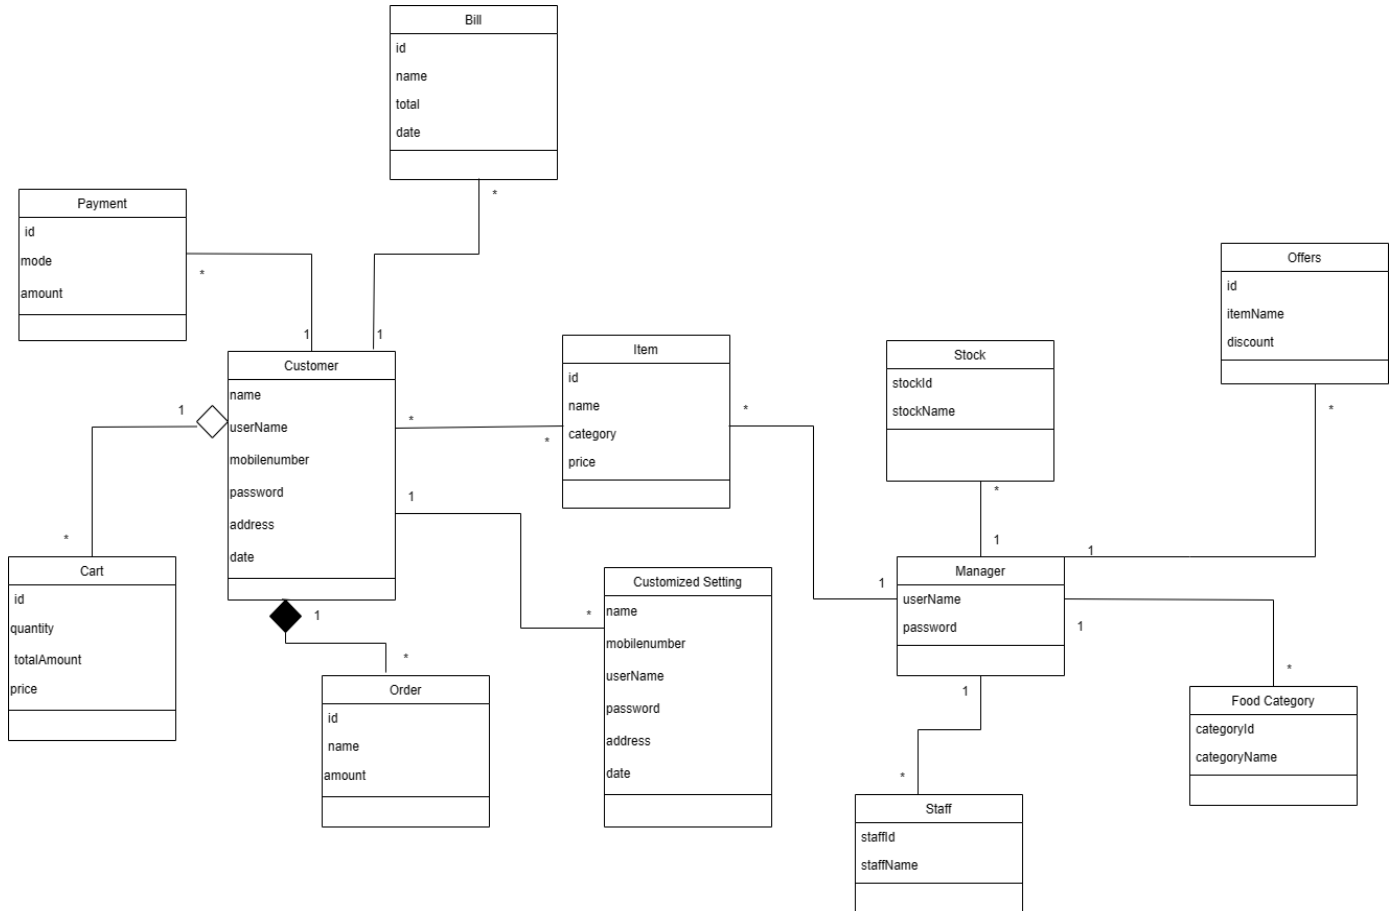 Bill
id
name
total
date
*
Payment
id
mode
amount
*
1
1
Offers
id
itemName
discount
*
Customer
name
userName
mobilenumber
password
address
date
1
*
*
1
Item
id
name
category
price
*
Stock
stockId
stockName
*
1
1
Cart
id
quantity
totalAmount
price
*
1
*
Order
id
name
amount
Customized Setting
name
mobilenumber
userName
password
address
date
*
1
Manager
userName
password
1
1
*
Food Category
categoryId
categoryName
*
Staff
staffId
staffName